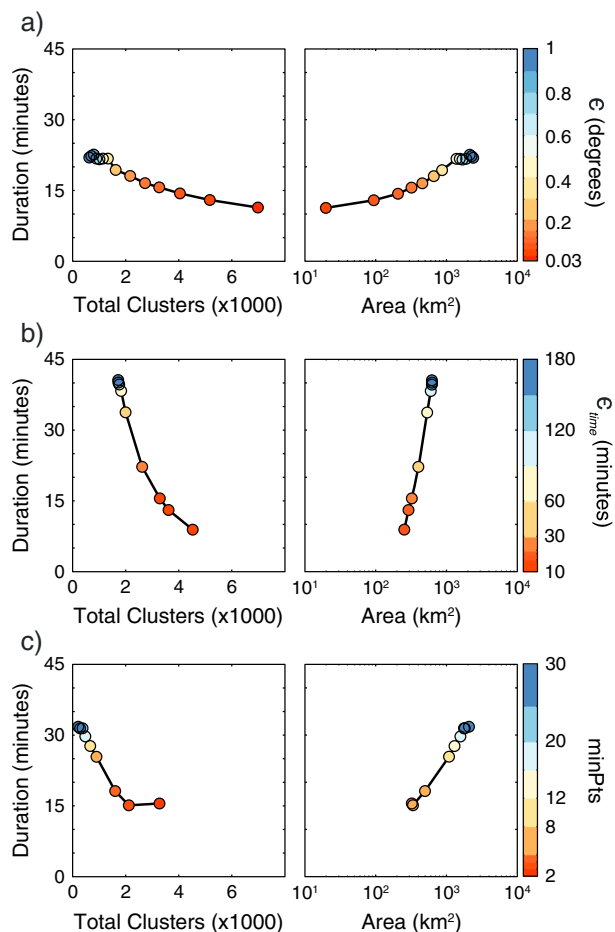 a)
45
30
15
0
Duration (minutes)
0 2 4 6
Total Clusters (x1000)
10¹ 10² 10³ 10⁴
Area (km²)
1
0.8
0.6
0.4
0.2
0.03
ϵ (degrees)
b)
45
30
15
0
Duration (minutes)
0 2 4 6
Total Clusters (x1000)
10¹ 10² 10³ 10⁴
Area (km²)
180
120
60
30
10
ϵtime (minutes)
c)
45
30
15
0
Duration (minutes)
0 2 4 6
Total Clusters (x1000)
10¹ 10² 10³ 10⁴
Area (km²)
30
20
12
8
2
minPts